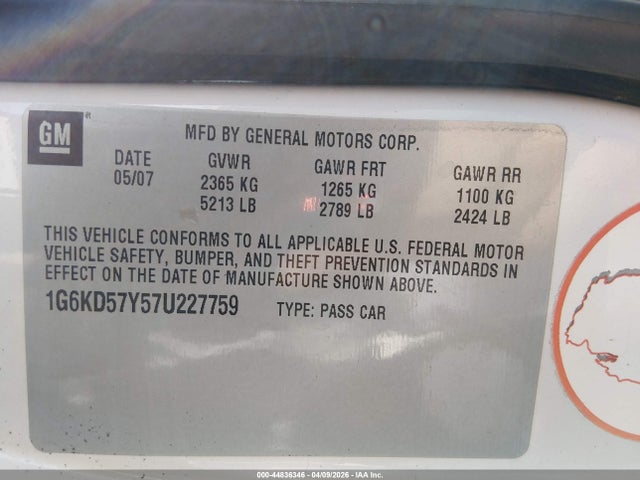 GM
MFD BY GENERAL MOTORS CORP.
DATE GVWR GAWR FRT GAWR RR
05/07 2365 KG 1265 KG 1100 KG
5213 LB 2789 LB 2424 LB
THIS VEHICLE CONFORMS TO ALL APPLICABLE U.S. FEDERAL MOTOR
VEHICLE SAFETY, BUMPER, AND THEFT PREVENTION STANDARDS IN
EFFECT ON THE DATE OF MANUFACTURE SHOWN ABOVE.
1G6KD57Y57U227759 TYPE: PASS CAR
000-44836346 - 04/09/2026 - IAA, Inc.